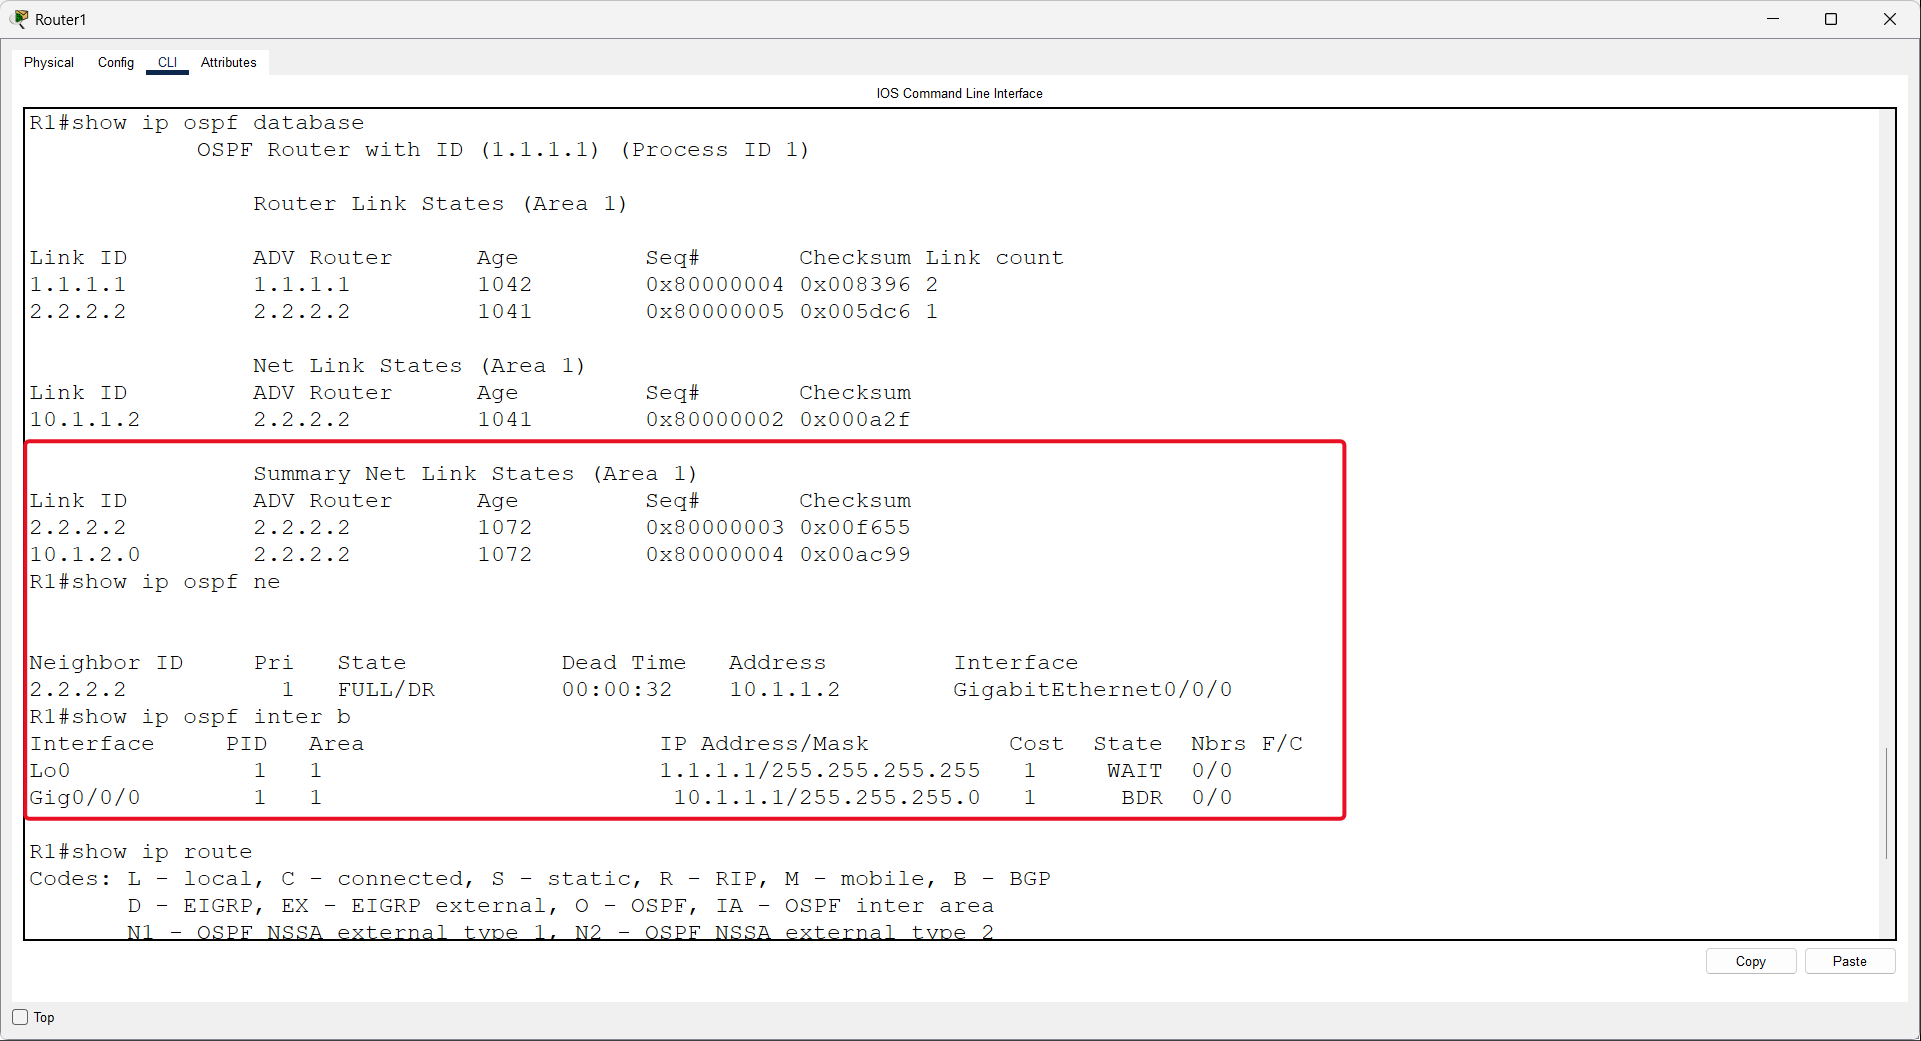 Router1
Physical Config CLI Attributes
IOS Command Line Interface
R1#show ip ospf database
OSPF Router with ID (1.1.1.1) (Process ID 1)
Router Link States (Area 1)
Link ID ADV Router Age Seq# Checksum Link count
1.1.1.1 1.1.1.1 1042 0x80000004 0x008396 2
2.2.2.2 2.2.2.2 1041 0x80000005 0x005dc6 1
Net Link States (Area 1)
Link ID ADV Router Age Seq# Checksum
10.1.1.2 2.2.2.2 1041 0x80000002 0x000a2f
Summary Net Link States (Area 1)
Link ID ADV Router Age Seq# Checksum
2.2.2.2 2.2.2.2 1072 0x80000003 0x00f655
10.1.2.0 2.2.2.2 1072 0x80000004 0x00ac99
R1#show ip ospf ne
Neighbor ID Pri State Dead Time Address Interface
2.2.2.2 1 FULL/DR 00:00:32 10.1.1.2 GigabitEthernet0/0/0
R1#show ip ospf inter b
Interface PID Area IP Address/Mask Cost State Nbrs F/C
Lo0 1 1 1.1.1.1/255.255.255.255 1 WAIT 0/0
Gig0/0/0 1 1 10.1.1.1/255.255.255.0 1 BDR 0/0
R1#show ip route
Codes: L - local, C - connected, S - static, R - RIP, M - mobile, B - BGP
D - EIGRP, EX - EIGRP external, O - OSPF, IA - OSPF inter area
N1 - OSPF NSSA external type 1, N2 - OSPF NSSA external type 2
Copy Paste
Top